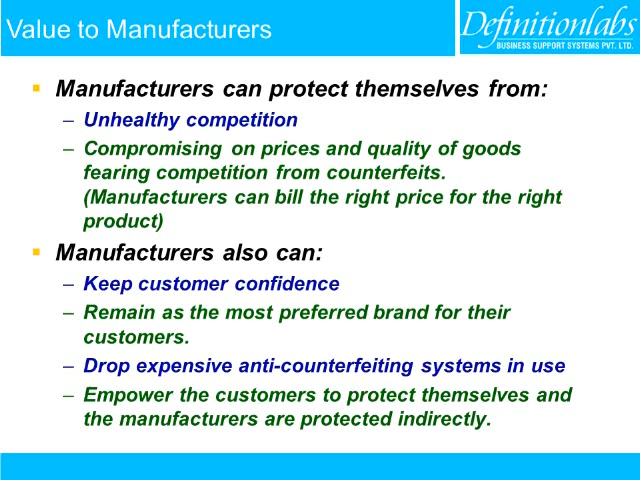 Value to Manufacturers
Definitionlabs
BUSINESS SUPPORT SYSTEMS PVT. LTD.
▪ Manufacturers can protect themselves from:
– Unhealthy competition
– Compromising on prices and quality of goods
fearing competition from counterfeits.
(Manufacturers can bill the right price for the right
product)
▪ Manufacturers also can:
– Keep customer confidence
– Remain as the most preferred brand for their
customers.
– Drop expensive anti-counterfeiting systems in use
– Empower the customers to protect themselves and
the manufacturers are protected indirectly.